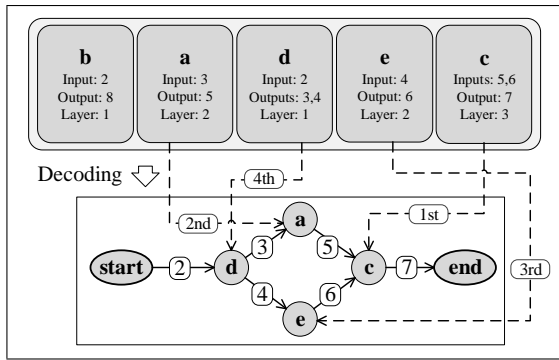 b
Input: 2
Output: 8
Layer: 1
a
Input: 3
Output: 5
Layer: 2
d
Input: 2
Outputs: 3,4
Layer: 1
e
Input: 4
Output: 6
Layer: 2
c
Inputs: 5,6
Output: 7
Layer: 3
Decoding
4th
2nd
1st
3rd
a
3
5
start
2
d
c
7
end
4
6
e